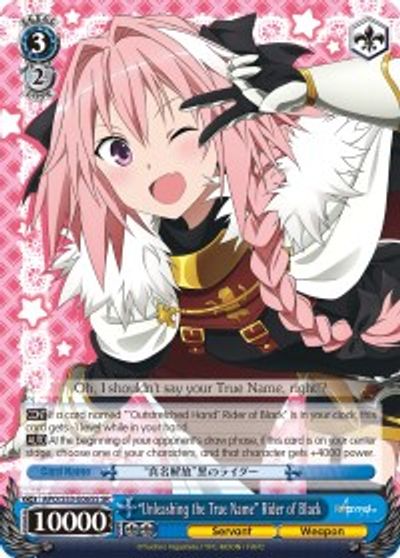 3
2
Oh, I shouldn't say your True Name, right!?
If a card named "Outstretched Hand" Rider of Black" is in your clock, this
card gets -1 level while in your hand.
At the beginning of your opponent's draw phase, if this card is on your center
stage, choose one of your characters, and that character gets +4000 power.
Card Name
"真名解放"黒のライダー
10000
"Unleashing the True Name" Rider of Black
Servant
Weapon